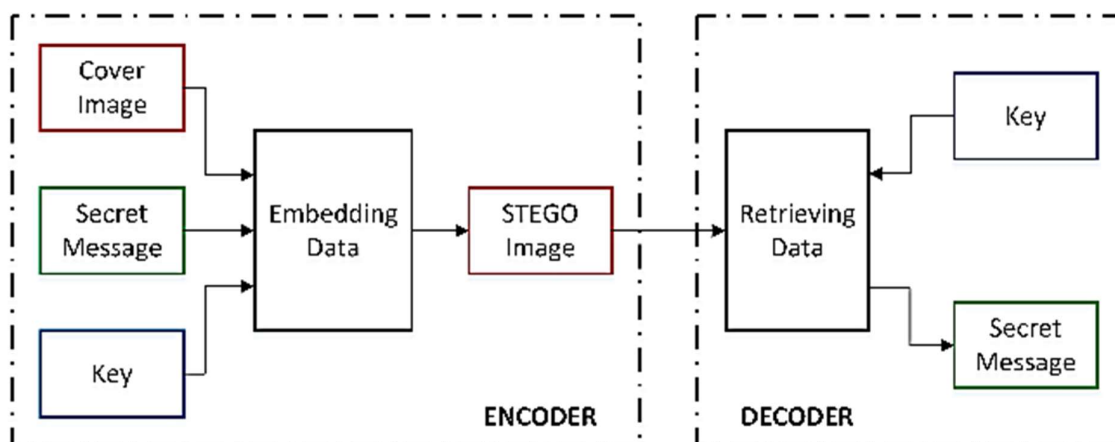 Cover
Image
Secret
Message
Key
Embedding
Data
STEGO
Image
ENCODER
Retrieving
Data
Key
Secret
Message
DECODER